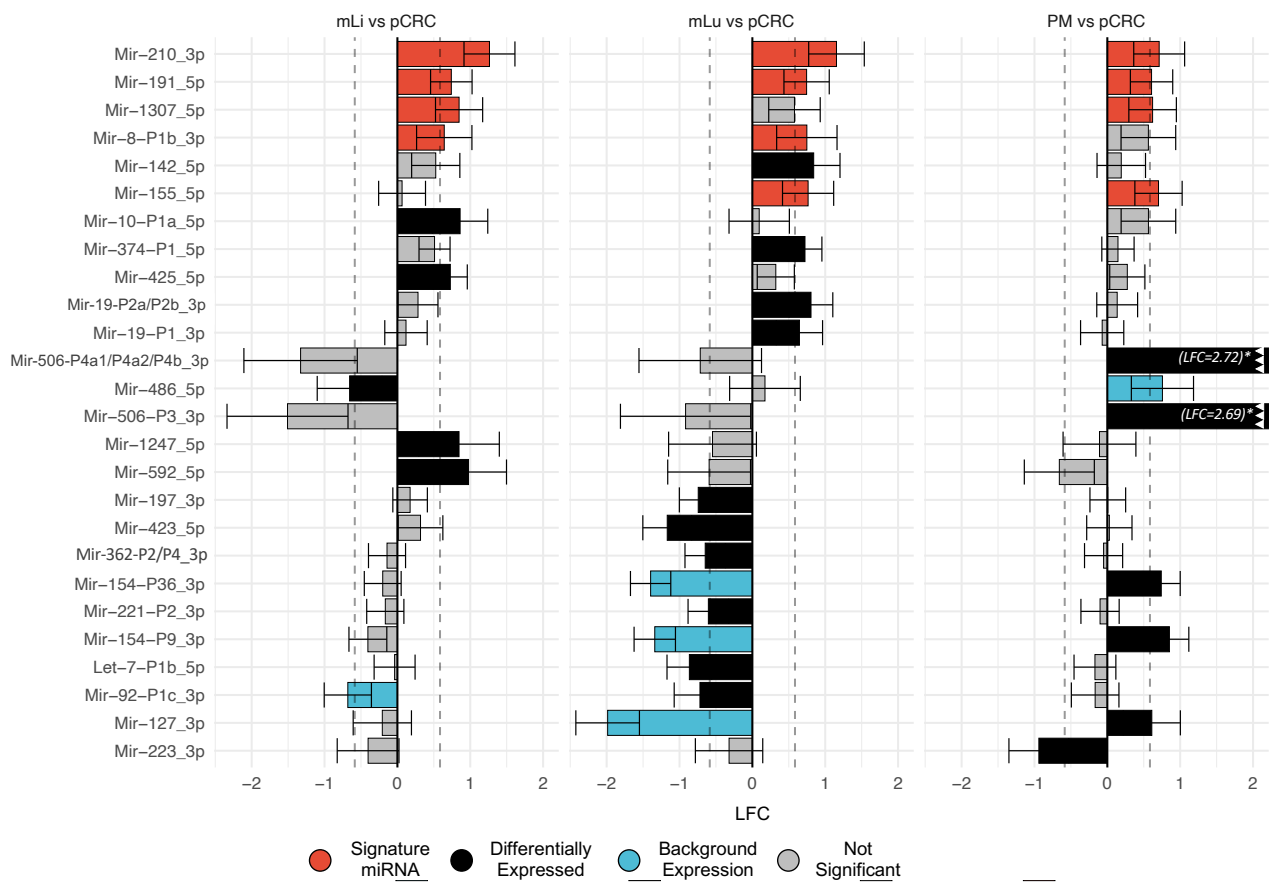 mLi vs pCRC
mLu vs pCRC
PM vs pCRC
Mir−210_3p
Mir−191_5p
Mir−1307_5p
Mir−8−P1b_3p
Mir−142_5p
Mir−155_5p
Mir−10−P1a_5p
Mir−374−P1_5p
Mir−425_5p
Mir-19-P2a/P2b_3p
Mir−19−P1_3p
Mir-506-P4a1/P4a2/P4b_3p
(LFC=2.72)*
Mir−486_5p
Mir−506−P3_3p
(LFC=2.69)*
Mir−1247_5p
Mir−592_5p
Mir−197_3p
Mir−423_5p
Mir-362-P2/P4_3p
Mir−154−P36_3p
Mir−221−P2_3p
Mir−154−P9_3p
Let−7−P1b_5p
Mir−92−P1c_3p
Mir−127_3p
Mir−223_3p
−2 −1 0 1 2
−2 −1 0 1 2
−2 −1 0 1 2
LFC
Signature miRNA
Differentially Expressed
Background Expression
Not Significant